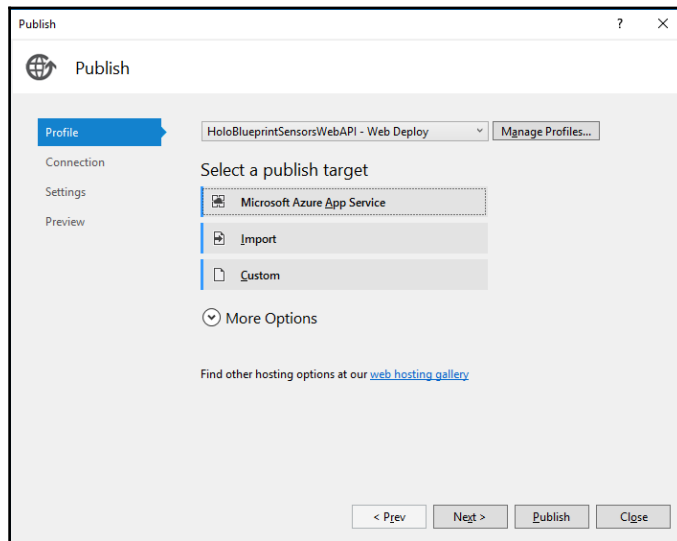 Publish
?
Publish
Profile
Connection
Settings
Preview
HoloBlueprintSensorsWebAPI - Web Deploy
Manage Profiles...
Select a publish target
Microsoft Azure App Service
Import
Custom
More Options
Find other hosting options at our web hosting gallery
< Prev
Next >
Publish
Close